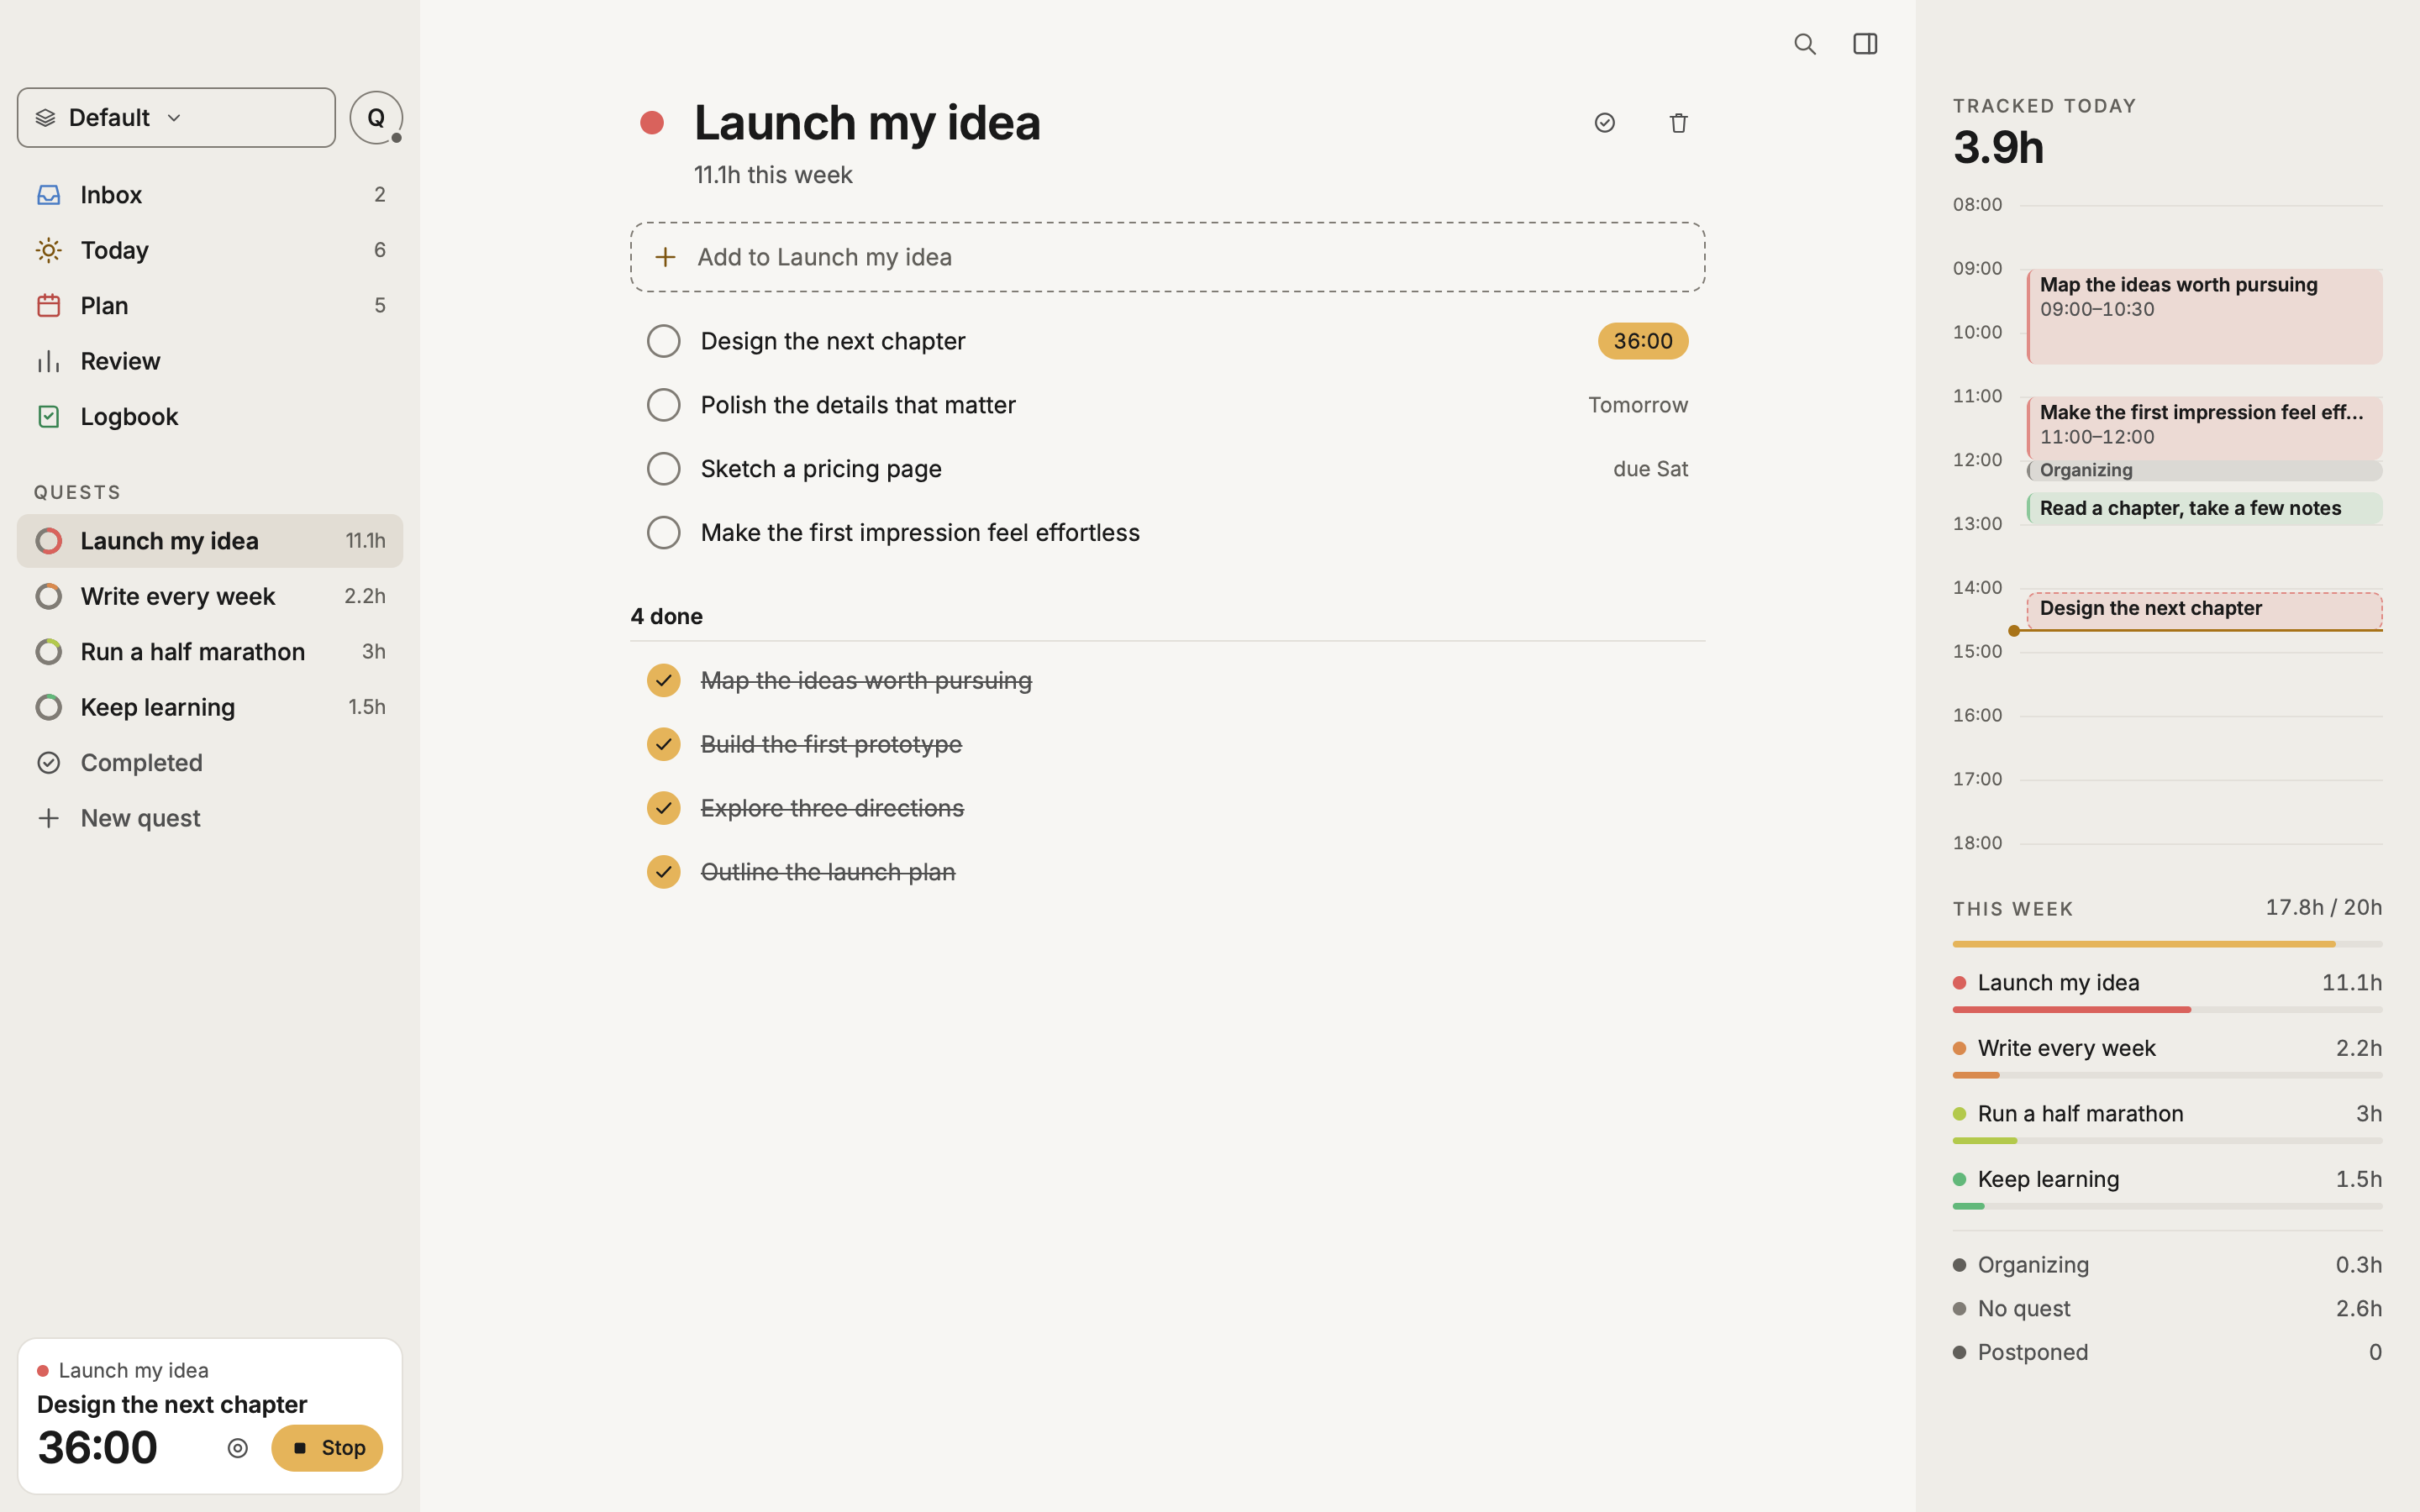 Default
Q
Inbox 2
Today 6
Plan 5
Review
Logbook
QUESTS
Launch my idea 11.1h
Write every week 2.2h
Run a half marathon 3h
Keep learning 1.5h
Completed
New quest
Launch my idea
Design the next chapter
36:00 Stop
Launch my idea
11.1h this week
Add to Launch my idea
Design the next chapter 36:00
Polish the details that matter Tomorrow
Sketch a pricing page due Sat
Make the first impression feel effortless
4 done
Map the ideas worth pursuing
Build the first prototype
Explore three directions
Outline the launch plan
TRACKED TODAY
3.9h
08:00
09:00
Map the ideas worth pursuing
09:00–10:30
10:00
11:00
Make the first impression feel eff...
11:00–12:00
12:00
Organizing
Read a chapter, take a few notes
13:00
14:00
Design the next chapter
15:00
16:00
17:00
18:00
THIS WEEK 17.8h / 20h
Launch my idea 11.1h
Write every week 2.2h
Run a half marathon 3h
Keep learning 1.5h
Organizing 0.3h
No quest 2.6h
Postponed 0